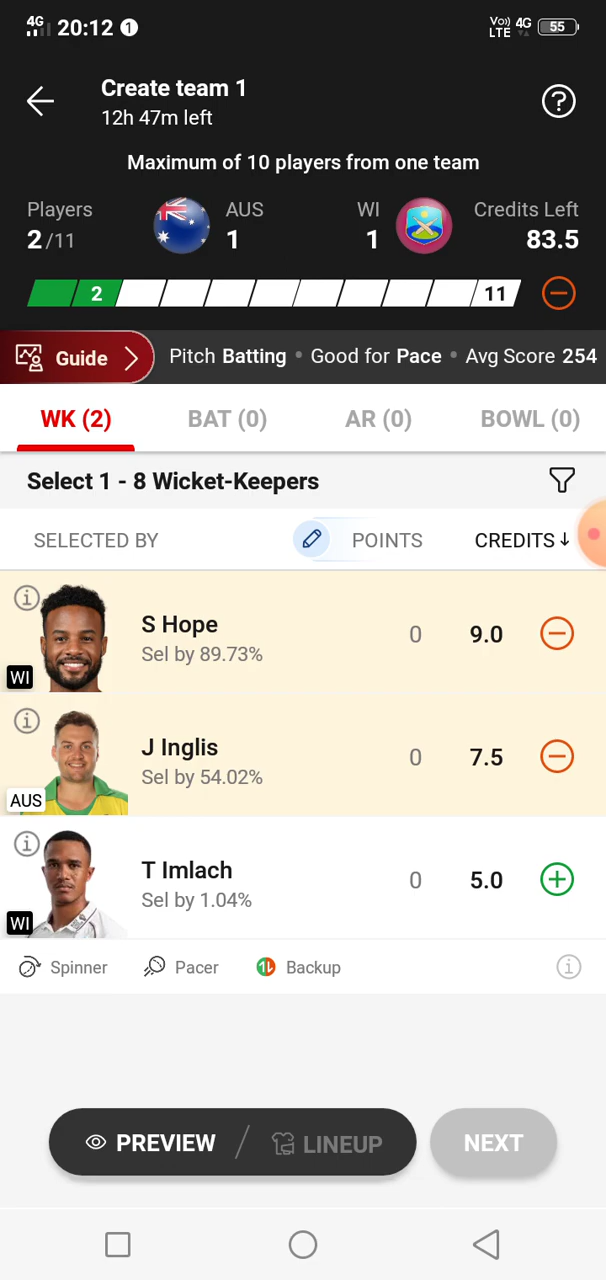 4G 20:12 1 Vo) LTE 4G 55
Create team 1
12h 47m left
?
Maximum of 10 players from one team
Players AUS WI Credits Left
2/11 1 1 83.5
2 11
Guide Pitch Batting • Good for Pace • Avg Score 254
WK (2) BAT (0) AR (0) BOWL (0)
Select 1 - 8 Wicket-Keepers
SELECTED BY POINTS CREDITS↓
S Hope 0 9.0
Sel by 89.73%
WI
J Inglis 0 7.5
Sel by 54.02%
AUS
T Imlach 0 5.0
Sel by 1.04%
WI
Spinner Pacer Backup
PREVIEW / LINEUP NEXT